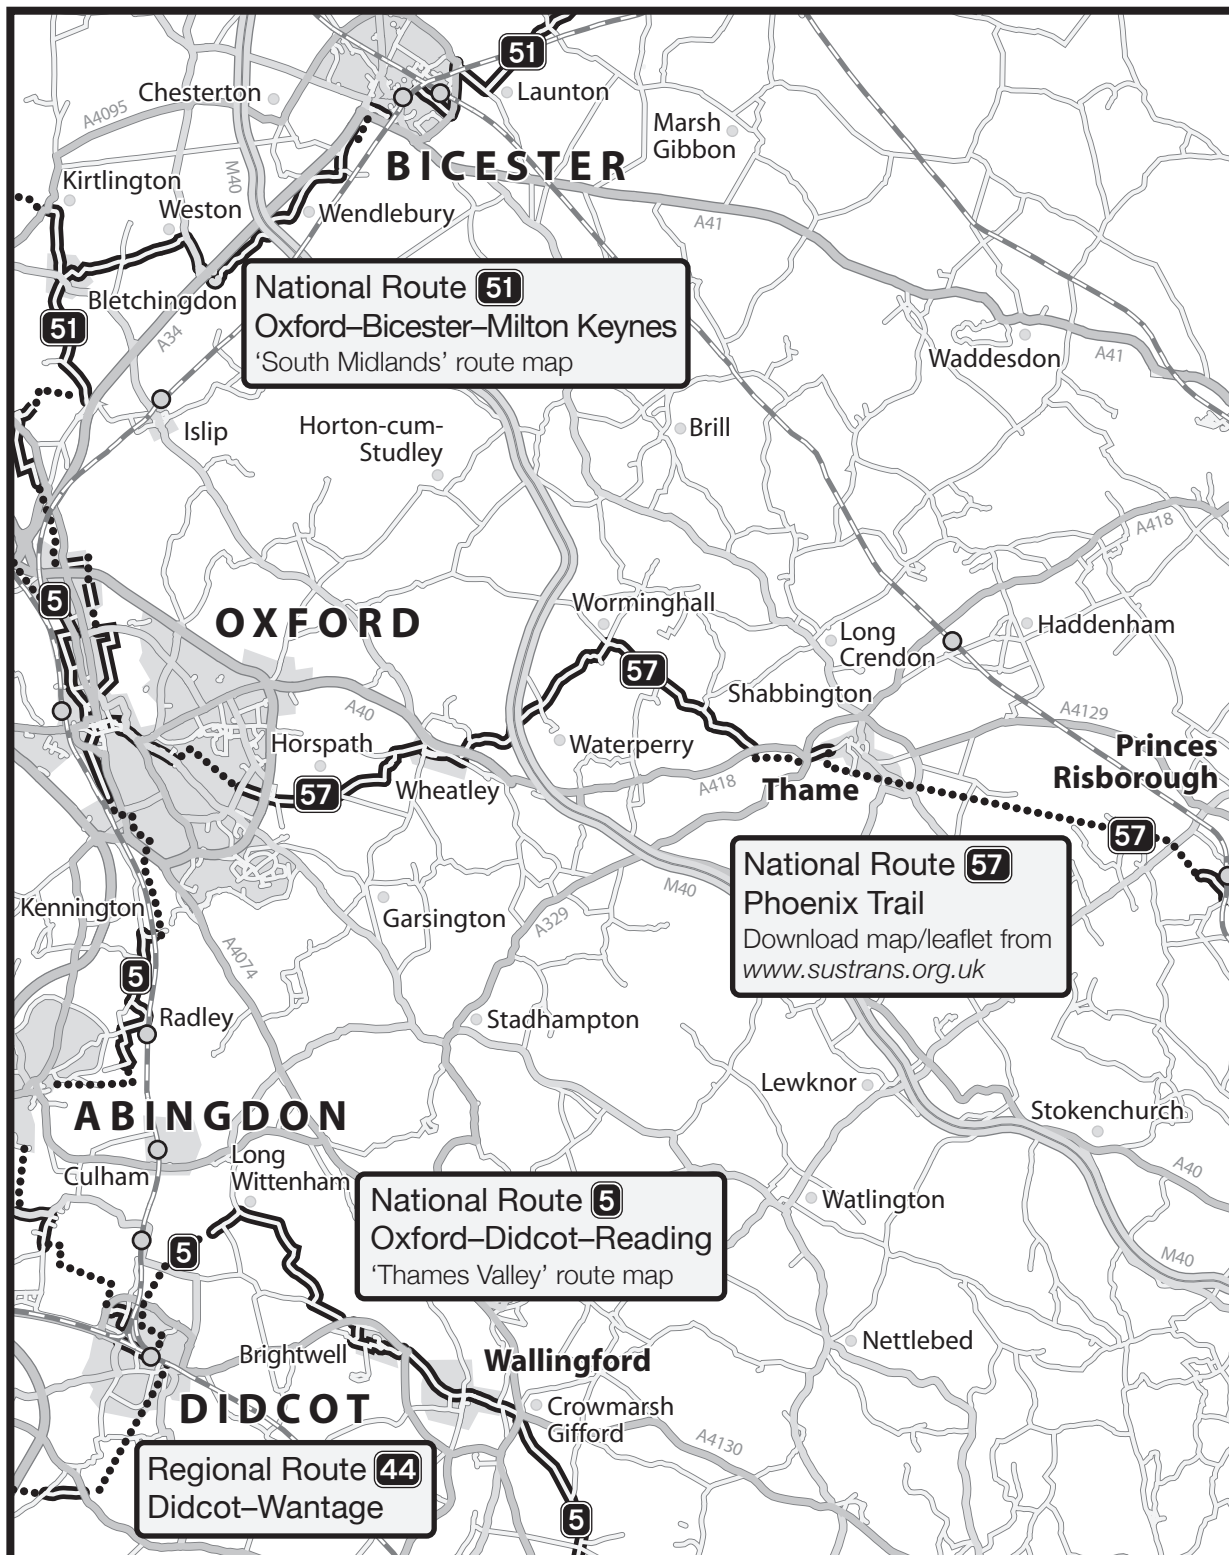 51
Chesterton
Launton
A4095
Marsh
Gibbon
BICESTER
M40
Kirtlington
Weston
Wendlebury
A41
Bletchingdon
National Route 51
Oxford–Bicester–Milton Keynes
'South Midlands' route map
51
A34
Waddesdon
A41
Islip
Horton-cum-
Studley
Brill
A418
5
OXFORD
Worminghall
Long
Crendon
Haddenham
57
Shabbington
A40
A4129
Horspath
Waterperry
Princes
Risborough
57
Wheatley
A418
Thame
57
National Route 57
Phoenix Trail
Download map/leaflet from
www.sustrans.org.uk
M40
Kennington
Garsington
A329
A4074
5
Radley
Stadhampton
Lewknor
Stokenchurch
ABINGDON
Long
Wittenham
Culham
A40
National Route 5
Oxford–Didcot–Reading
'Thames Valley' route map
Watlington
5
M40
Brightwell
Wallingford
Nettlebed
DIDCOT
Crowmarsh
Gifford
A4130
Regional Route 44
Didcot–Wantage
5